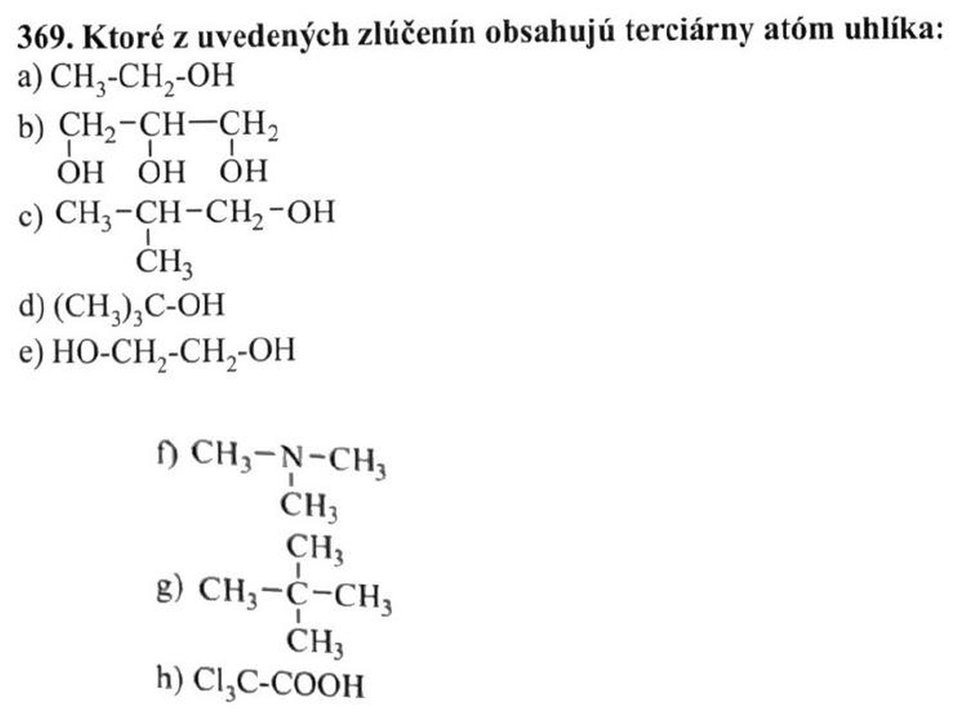 369. Ktoré z uvedených zlúčenín obsahujú terciárny atóm uhlíka:
a) CH₃-CH₂-OH
b) CH₂-CH-CH₂
OH OH OH
c) CH₃-CH-CH₂-OH
CH₃
d) (CH₃)₃C-OH
e) HO-CH₂-CH₂-OH
f) CH₃-N-CH₃
CH₃
CH₃
g) CH₃-C-CH₃
CH₃
h) Cl₃C-COOH